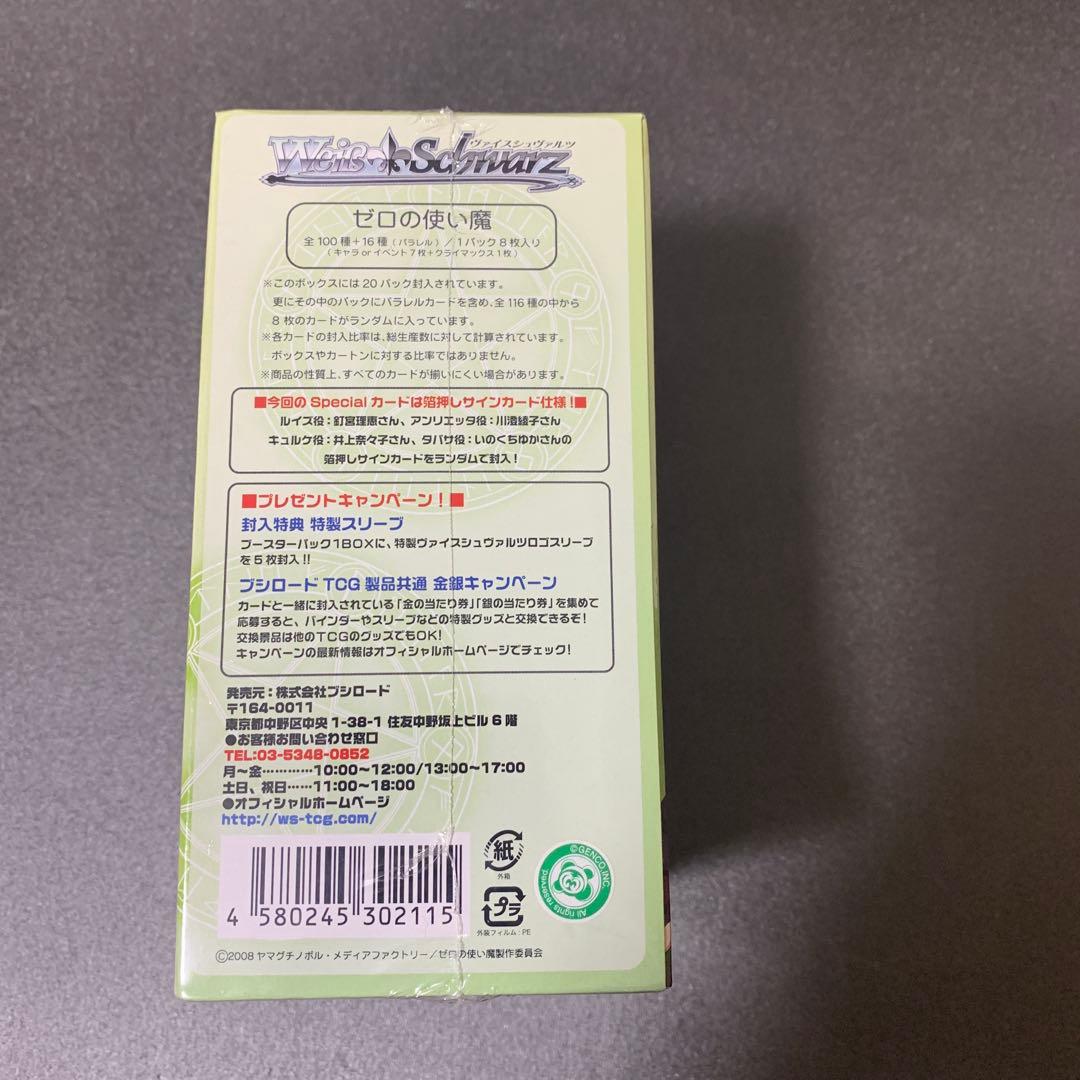 ヴァイスシュヴァルツ
Weiß Schwarz
ゼロの使い魔
全100種+16種(パラレル)/1パック8枚入り
(キャラorイベント7枚+クライマックス1枚)
※このボックスには20パック封入されています。
更にその中のパックにパラレルカードを含め、全116種の中から
8枚のカードがランダムに入っています。
※各カードの封入比率は、総生産数に対して計算されています。
ボックスやカートンに対する比率ではありません。
※商品の性質上、すべてのカードが揃いにくい場合があります。
■今回のSpecialカードは箔押しサインカード仕様!■
ルイズ役:釘宮理恵さん、アンリエッタ役:川澄綾子さん
キュルケ役:井上奈々子さん、タバサ役:いのくちゆかさんの
箔押しサインカードをランダムで封入!
■プレゼントキャンペーン!■
封入特典 特製スリーブ
ブースターパック1BOXに、特製ヴァイスシュヴァルツロゴスリーブ
を5枚封入!!
ブシロードTCG製品共通 金銀キャンペーン
カードと一緒に封入されている「金の当たり券」「銀の当たり券」を集めて
応募すると、バインダーやスリーブなどの特製グッズと交換できるぞ!
交換景品は他のTCGのグッズでもOK!
キャンペーンの最新情報はオフィシャルホームページでチェック!
発売元:株式会社ブシロード
〒164-0011
東京都中野区中央1-38-1 住友中野坂上ビル6階
●お客様お問い合わせ窓口
TEL:03-5348-0852
月〜金…………10:00〜12:00/13:00〜17:00
土日、祝日……11:00〜18:00
●オフィシャルホームページ
http://ws-tcg.com/
4 580245 302115
紙
外箱
プラ
外装フィルム:PE
©GENCO,INC.
All rights reserved
©2008 ヤマグチノボル・メディアファクトリー/ゼロの使い魔製作委員会